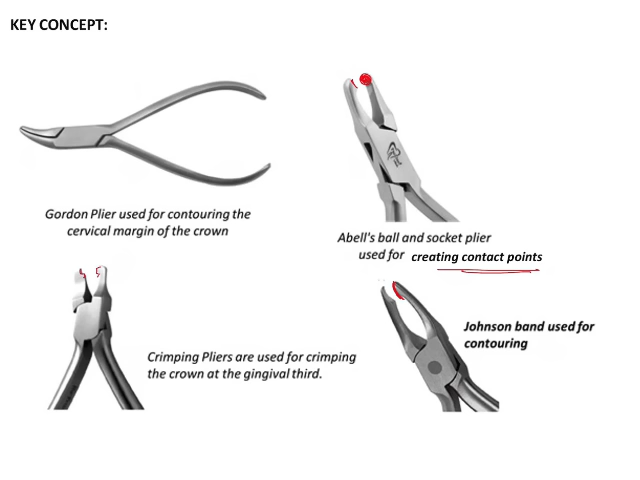 KEY CONCEPT:
Gordon Plier used for contouring the
cervical margin of the crown
Abell's ball and socket plier
used for creating contact points
Crimping Pliers are used for crimping
the crown at the gingival third.
Johnson band used for
contouring